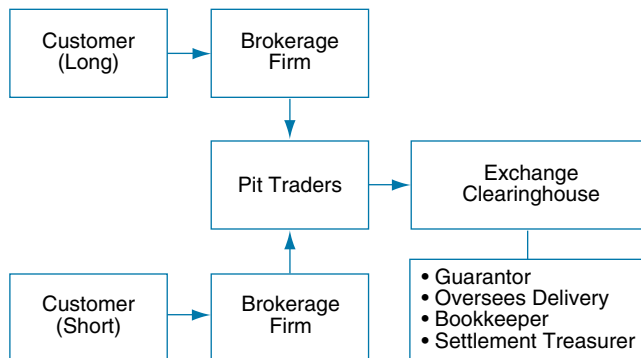 Customer
(Long)
Brokerage
Firm
Pit Traders
Exchange
Clearinghouse
Customer
(Short)
Brokerage
Firm
• Guarantor
• Oversees Delivery
• Bookkeeper
• Settlement Treasurer